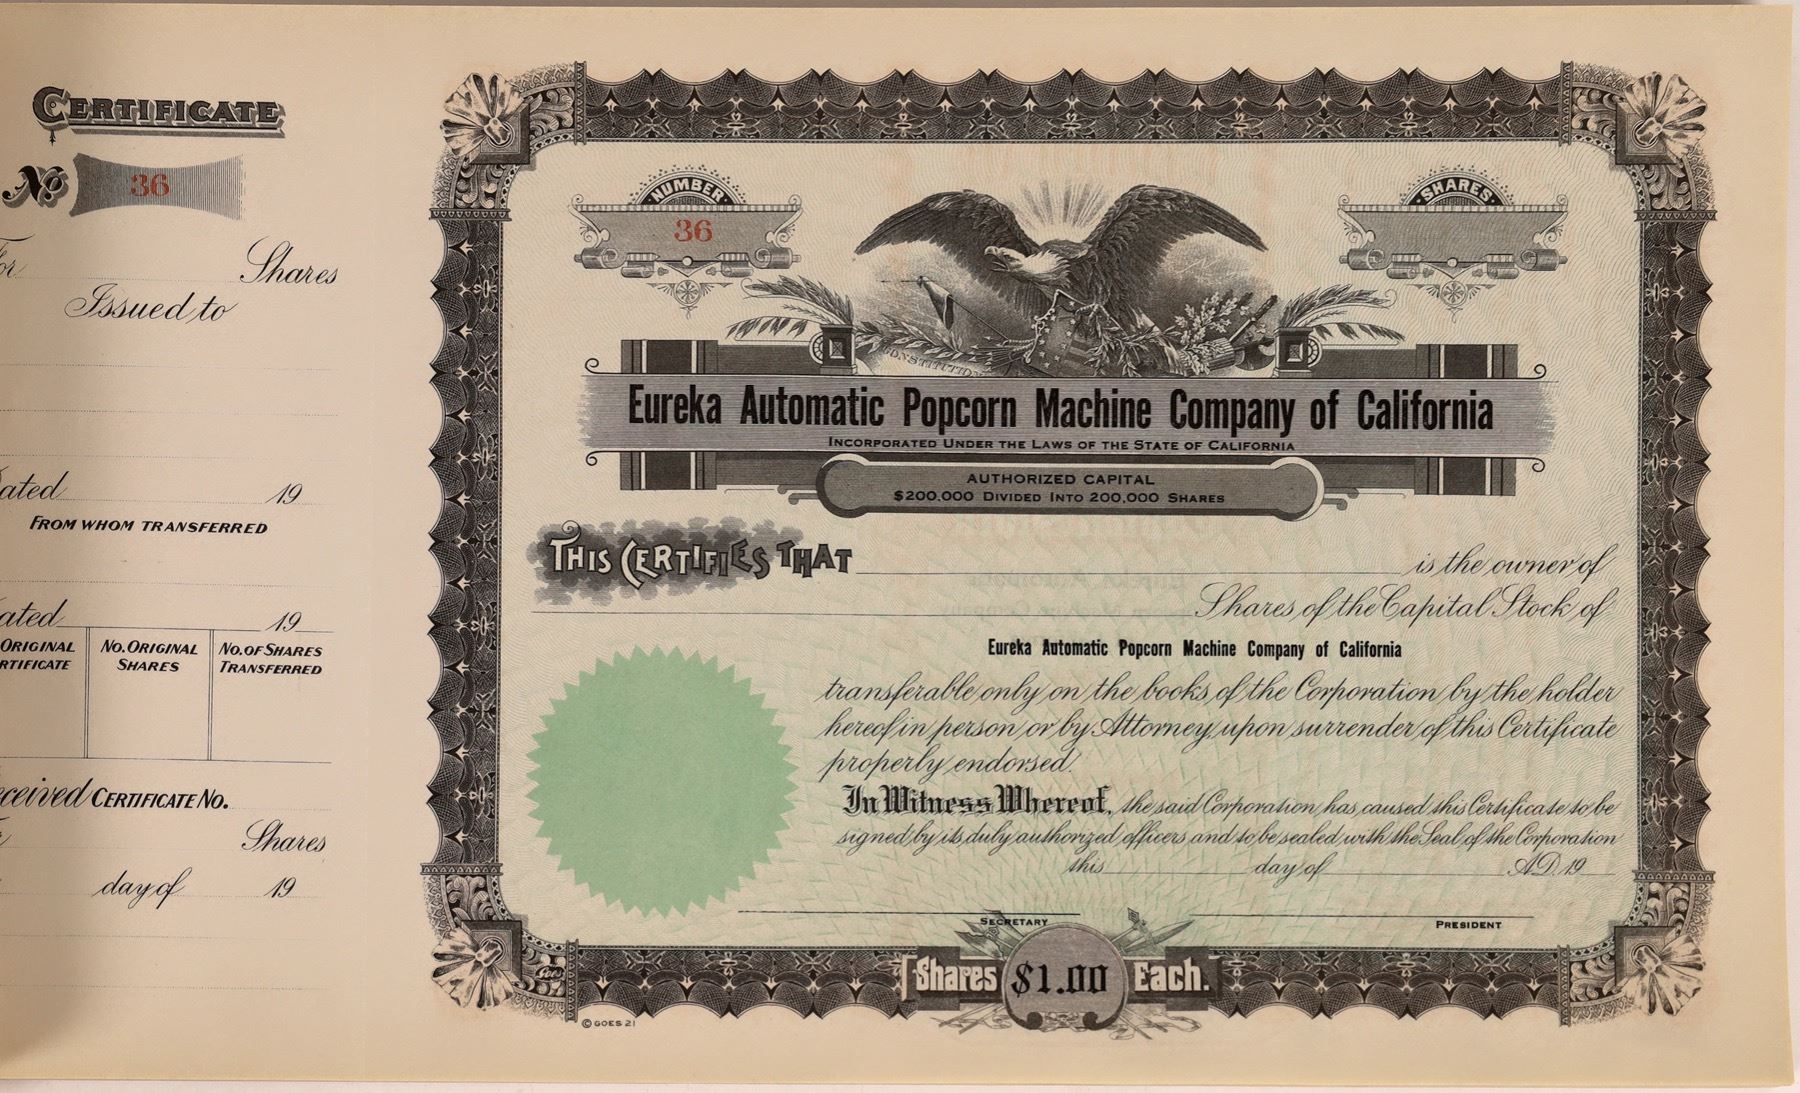 CERTIFICATE
No 36
Shares
Issued to
19
FROM WHOM TRANSFERRED
19
ORIGINAL
NO. ORIGINAL SHARES
NO. OF SHARES TRANSFERRED
CERTIFICATE NO.
Shares
day of 19
NUMBER
36
SHARES
CONSTITUTION
Eureka Automatic Popcorn Machine Company of California
INCORPORATED UNDER THE LAWS OF THE STATE OF CALIFORNIA
AUTHORIZED CAPITAL
$200.000 DIVIDED INTO 200,000 SHARES
THIS CERTIFIES THAT is the owner of
Shares of the Capital Stock of
Eureka Automatic Popcorn Machine Company of California
transferable only on the books of the Corporation by the holder
hereof in person or by Attorney upon surrender of this Certificate
properly endorsed.
In Witness Whereof, the said Corporation has caused this Certificate to be
signed by its duly authorized officers and to be sealed with the Seal of the Corporation
this day of A.D. 19
SECRETARY
PRESIDENT
Shares $1.00 Each.
GOES
© GOES 21